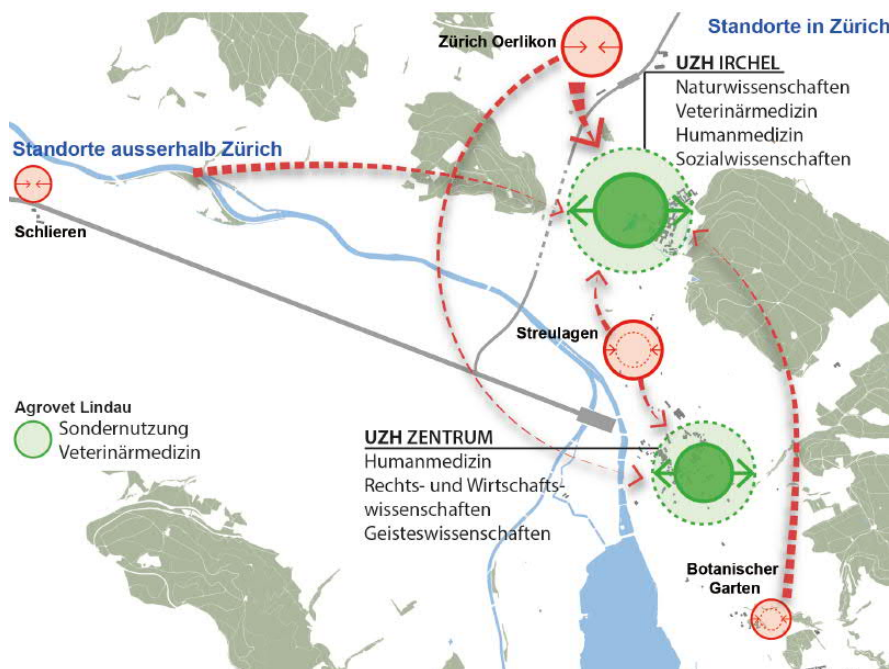 Standorte in Zürich
Zürich Oerlikon
UZH IRCHEL
Naturwissenschaften
Veterinärmedizin
Humanmedizin
Sozialwissenschaften
Standorte ausserhalb Zürich
Schlieren
Streulagen
Agrovet Lindau
Sondernutzung
Veterinärmedizin
UZH ZENTRUM
Humanmedizin
Rechts- und Wirtschafts-
wissenschaften
Geisteswissenschaften
Botanischer
Garten